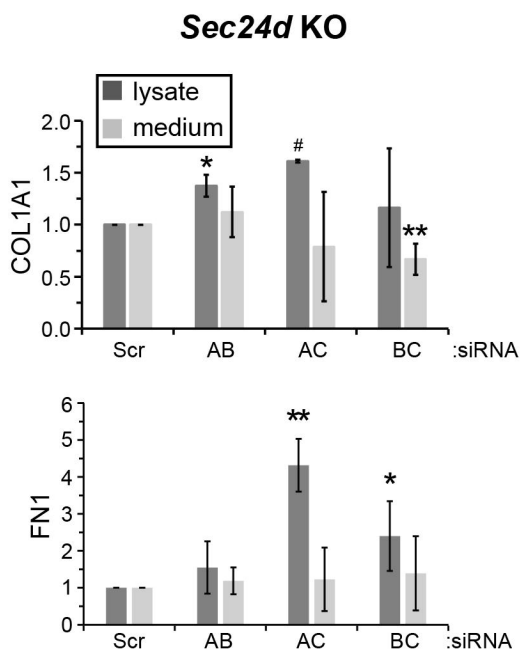 Sec24d KO
lysate
medium
COL1A1
2.0
*
#
1.5
**
1.0
0.5
0.0
Scr AB AC BC :siRNA
FN1
6
**
5
4
*
3
2
1
0
Scr AB AC BC :siRNA